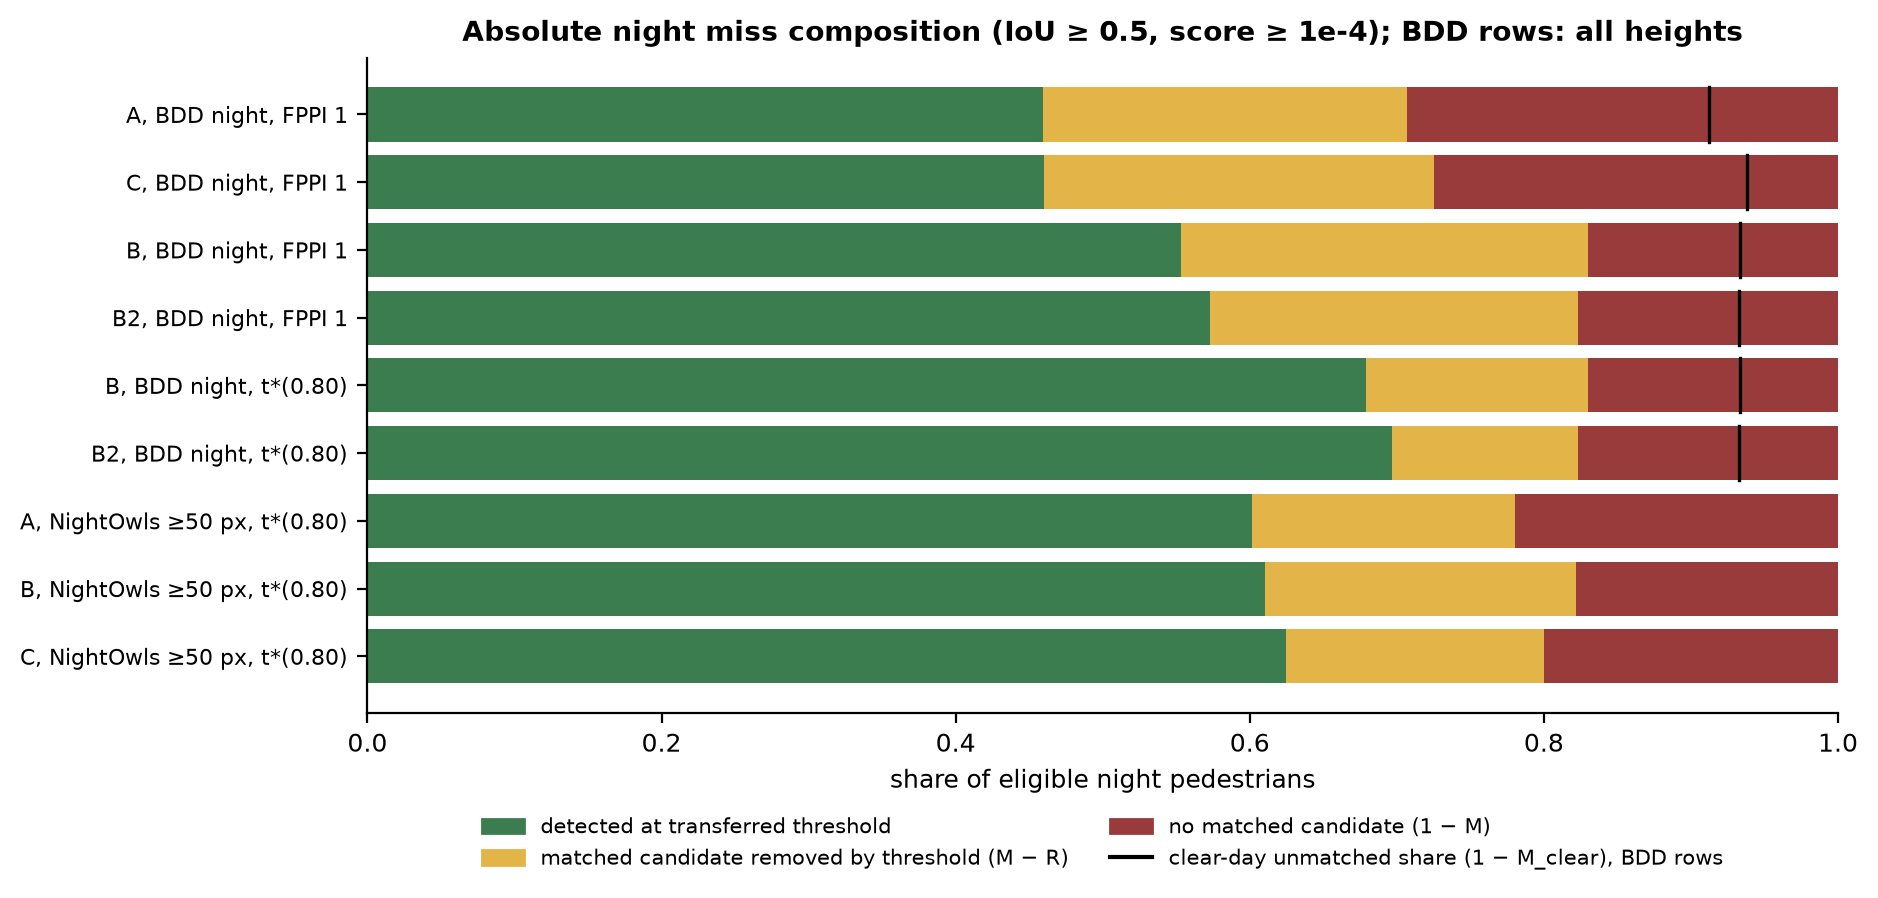 Absolute night miss composition (IoU ≥ 0.5, score ≥ 1e-4); BDD rows: all heights
A, BDD night, FPPI 1
C, BDD night, FPPI 1
B, BDD night, FPPI 1
B2, BDD night, FPPI 1
B, BDD night, t*(0.80)
B2, BDD night, t*(0.80)
A, NightOwls ≥50 px, t*(0.80)
B, NightOwls ≥50 px, t*(0.80)
C, NightOwls ≥50 px, t*(0.80)
0.0 0.2 0.4 0.6 0.8 1.0
share of eligible night pedestrians
detected at transferred threshold
matched candidate removed by threshold (M − R)
no matched candidate (1 − M)
clear-day unmatched share (1 − M_clear), BDD rows